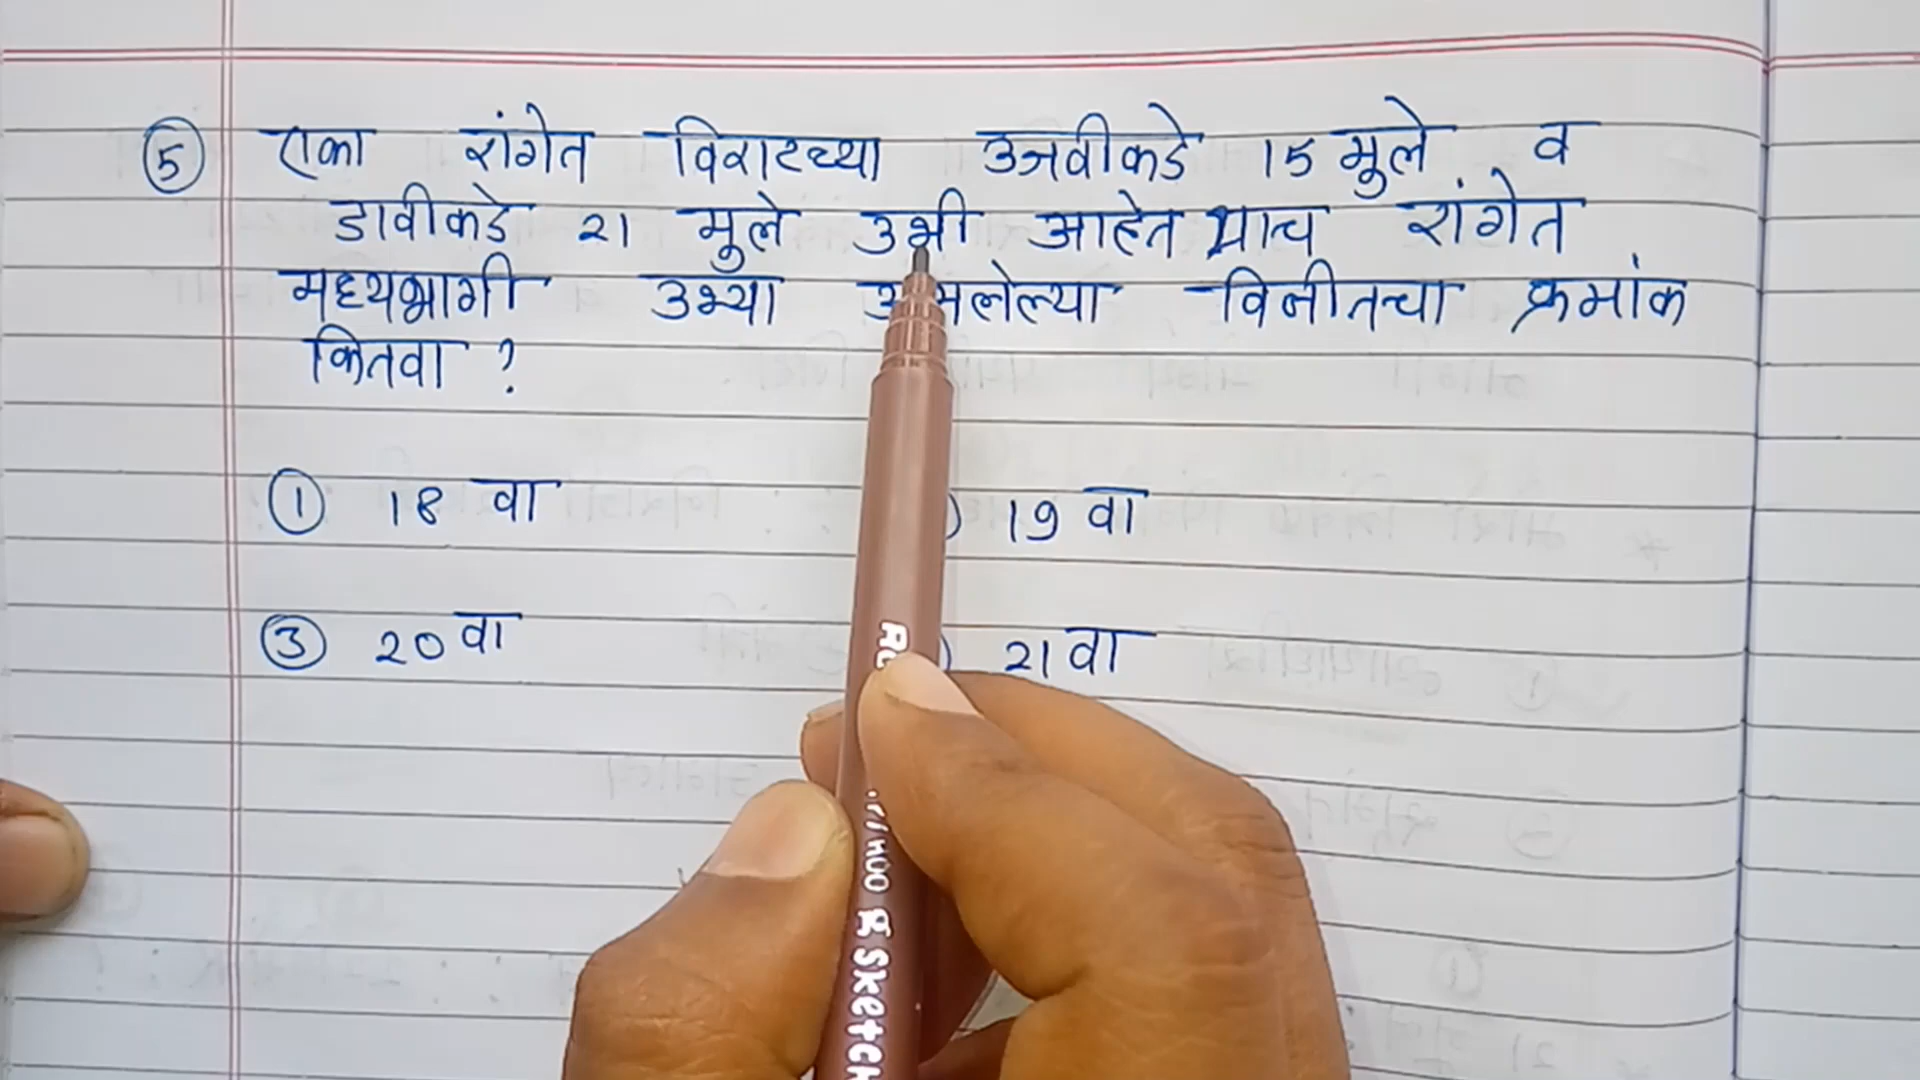 ⑤ एका रांगेत विराटच्या उजवीकडे 15 मुले व
डावीकडे 21 मुले उभी आहेत याच रांगेत
मध्यभागी उभ्या असलेल्या विनीतचा क्रमांक
कितवा ?
① 18 वा ) 19 वा
③ 20 वा ) 21 वा
SKETCH